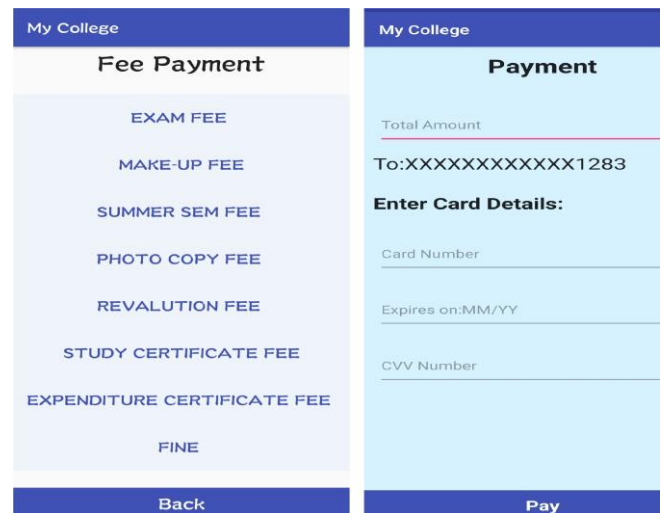 My College
Fee Payment
EXAM FEE
MAKE-UP FEE
SUMMER SEM FEE
PHOTO COPY FEE
REVALUTION FEE
STUDY CERTIFICATE FEE
EXPENDITURE CERTIFICATE FEE
FINE
Back
My College
Payment
Total Amount
To:XXXXXXXXXXXX1283
Enter Card Details:
Card Number
Expires on:MM/YY
CVV Number
Pay